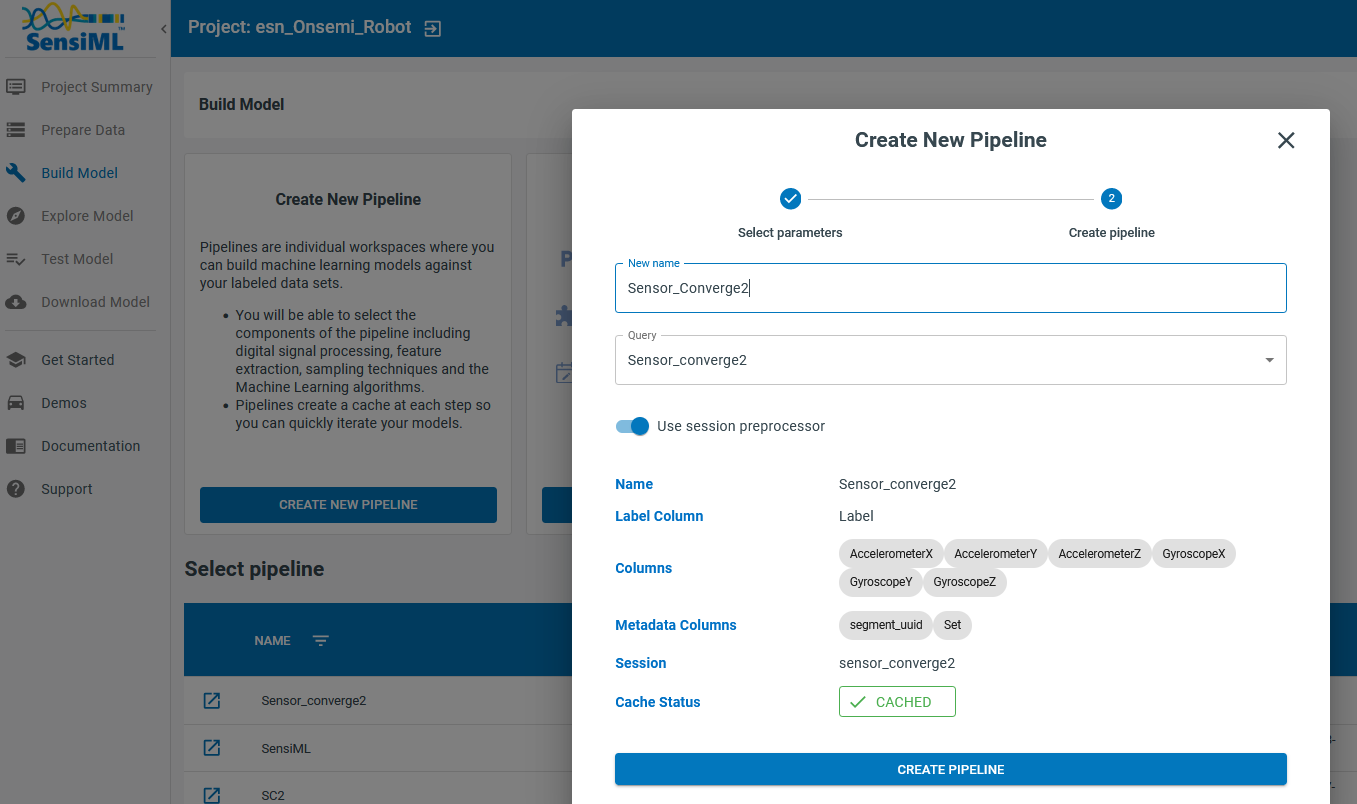 SensiML
TM
Project: esn_Onsemi_Robot
Project Summary
Prepare Data
Build Model
Explore Model
Test Model
Download Model
Get Started
Demos
Documentation
Support
Build Model
Create New Pipeline
Pipelines are individual workspaces where you
can build machine learning models against
your labeled data sets.
• You will be able to select the
components of the pipeline including
digital signal processing, feature
extraction, sampling techniques and the
Machine Learning algorithms.
• Pipelines create a cache at each step so
you can quickly iterate your models.
CREATE NEW PIPELINE
Select pipeline
NAME
Sensor_converge2
SensiML
SC2
Create New Pipeline
2
Select parameters
Create pipeline
New name
Sensor_Converge2
Query
Sensor_converge2
Use session preprocessor
Name Sensor_converge2
Label Column Label
Columns AccelerometerX AccelerometerY AccelerometerZ GyroscopeX
GyroscopeY GyroscopeZ
Metadata Columns segment_uuid Set
Session sensor_converge2
Cache Status CACHED
CREATE PIPELINE